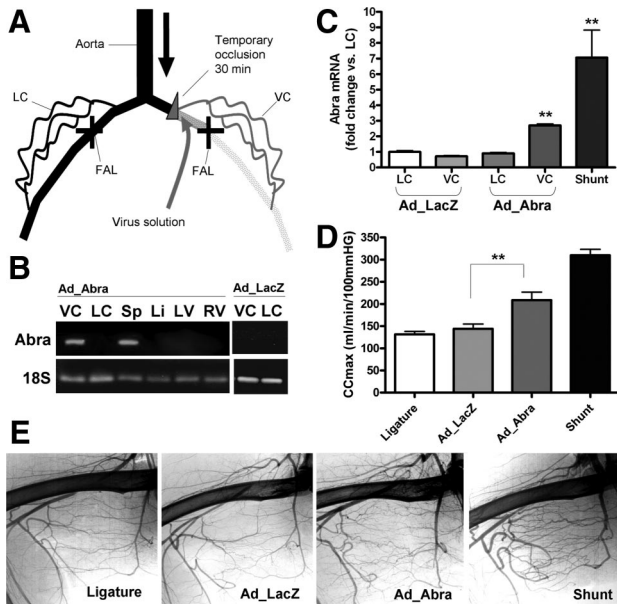 A
Aorta
Temporary
occlusion
30 min
LC
VC
FAL
FAL
Virus solution
B
Ad_Abra
Ad_LacZ
VC LC Sp Li LV RV VC LC
Abra
18S
C
Abra mRNA
(fold change vs. LC)
10
9
8
7
6
5
4
3
2
1
0
**
**
LC VC LC VC Shunt
Ad_LacZ Ad_Abra
D
CCmax (ml/min/100mmHG)
350
300
250
200
150
100
50
0
**
Ligature Ad_LacZ Ad_Abra Shunt
E
Ligature Ad_LacZ Ad_Abra Shunt